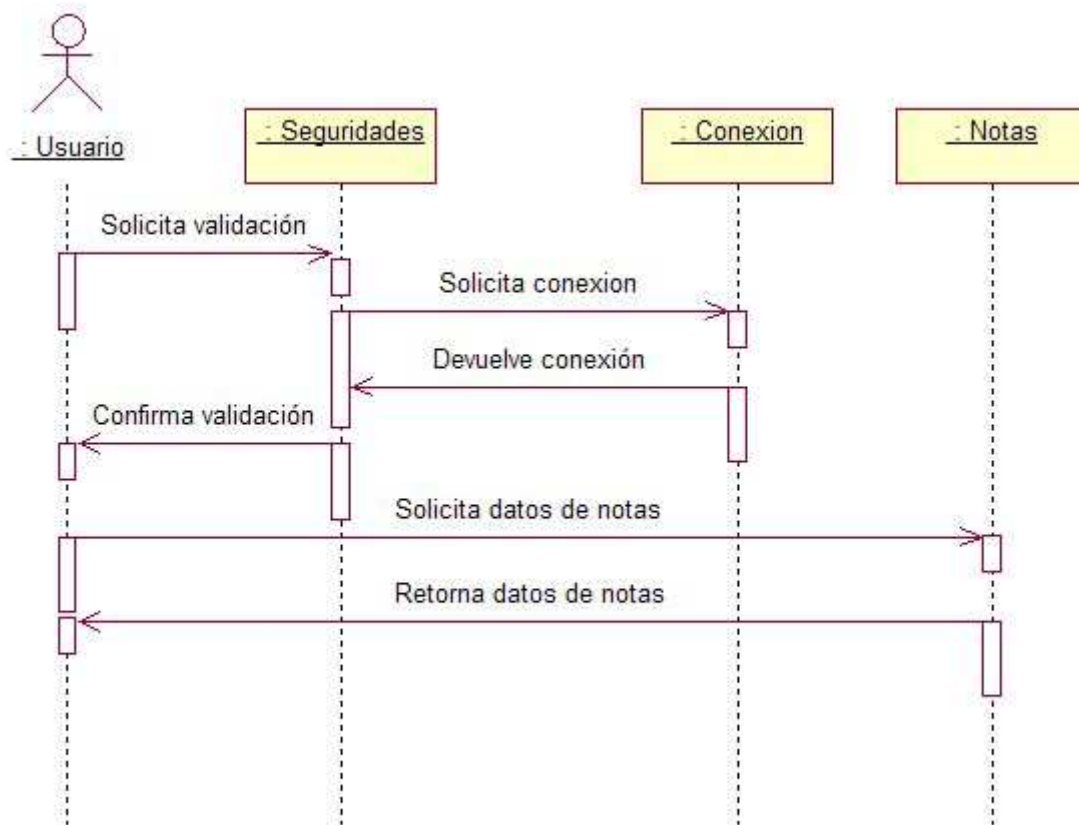 : Usuario
: Seguridades
: Conexion
: Notas
Solicita validación
Solicita conexion
Devuelve conexión
Confirma validación
Solicita datos de notas
Retorna datos de notas